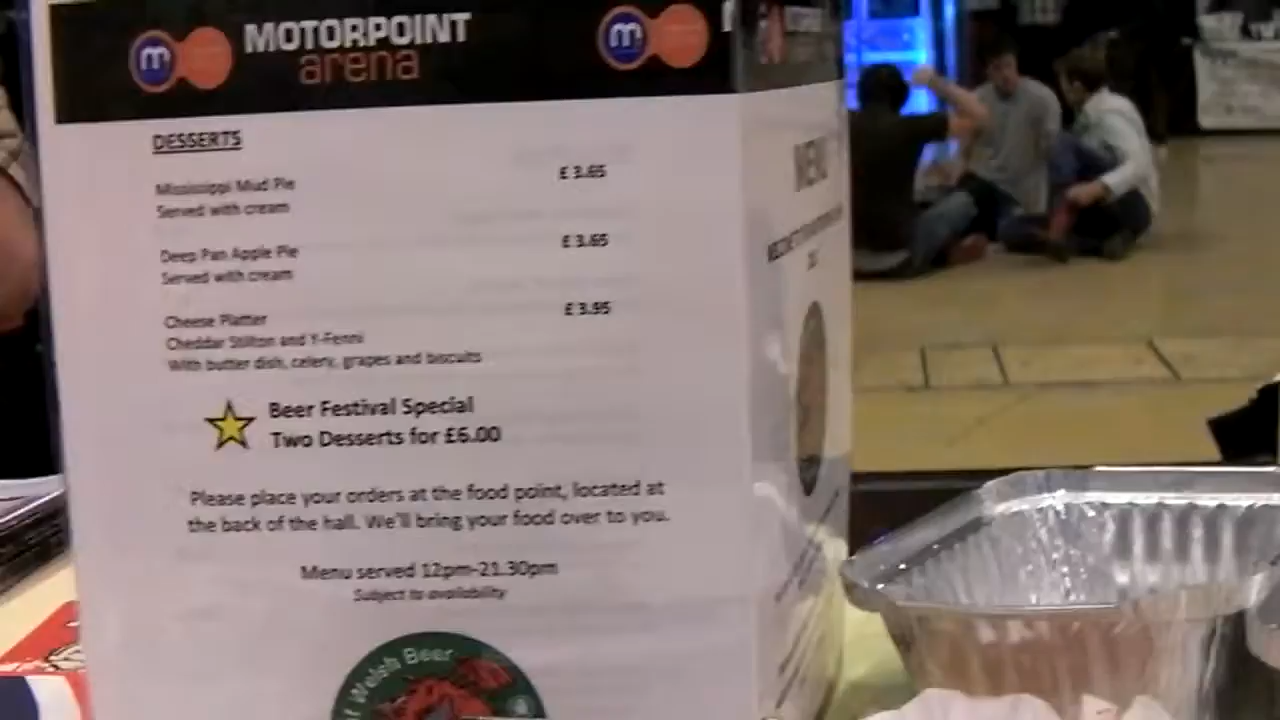 MOTORPOINT
arena
DESSERTS
Mississippi Mud Pie £ 3.65
Served with cream
Deep Pan Apple Pie £ 3.65
Served with cream
Cheese Platter £ 3.95
Cheddar Stilton and Y-Fenni
With butter dish, celery, grapes and biscuits
Beer Festival Special
Two Desserts for £6.00
Please place your orders at the food point, located at
the back of the hall. We'll bring your food over to you.
Menu served 12pm-21.30pm
Subject to availability
Welsh Beer
MENU